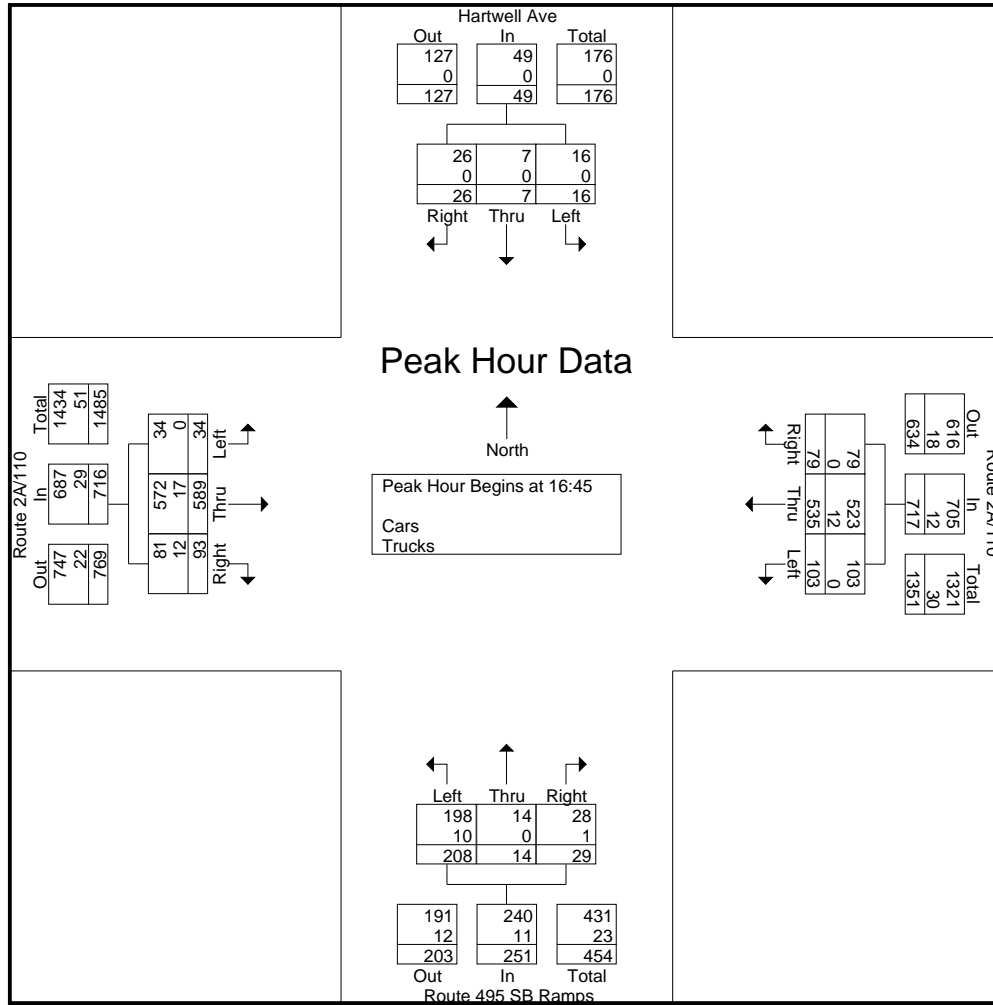 Hartwell Ave
Out In Total
127 49 176
0 0 0
127 49 176
26 7 16
0 0 0
26 7 16
Right Thru Left
Peak Hour Data
North
Peak Hour Begins at 16:45
Cars
Trucks
Route 2A/110
Out In Total
747 687 1434
22 29 51
769 716 1485
81 572 34
12 17 0
93 589 34
Right Thru Left
Route 2A/110
Out In Total
616 705 1321
18 12 30
634 717 1351
79 523 103
0 12 0
79 535 103
Right Thru Left
Left Thru Right
198 14 28
10 0 1
208 14 29
191 240 431
12 11 23
203 251 454
Out In Total
Route 495 SB Ramps